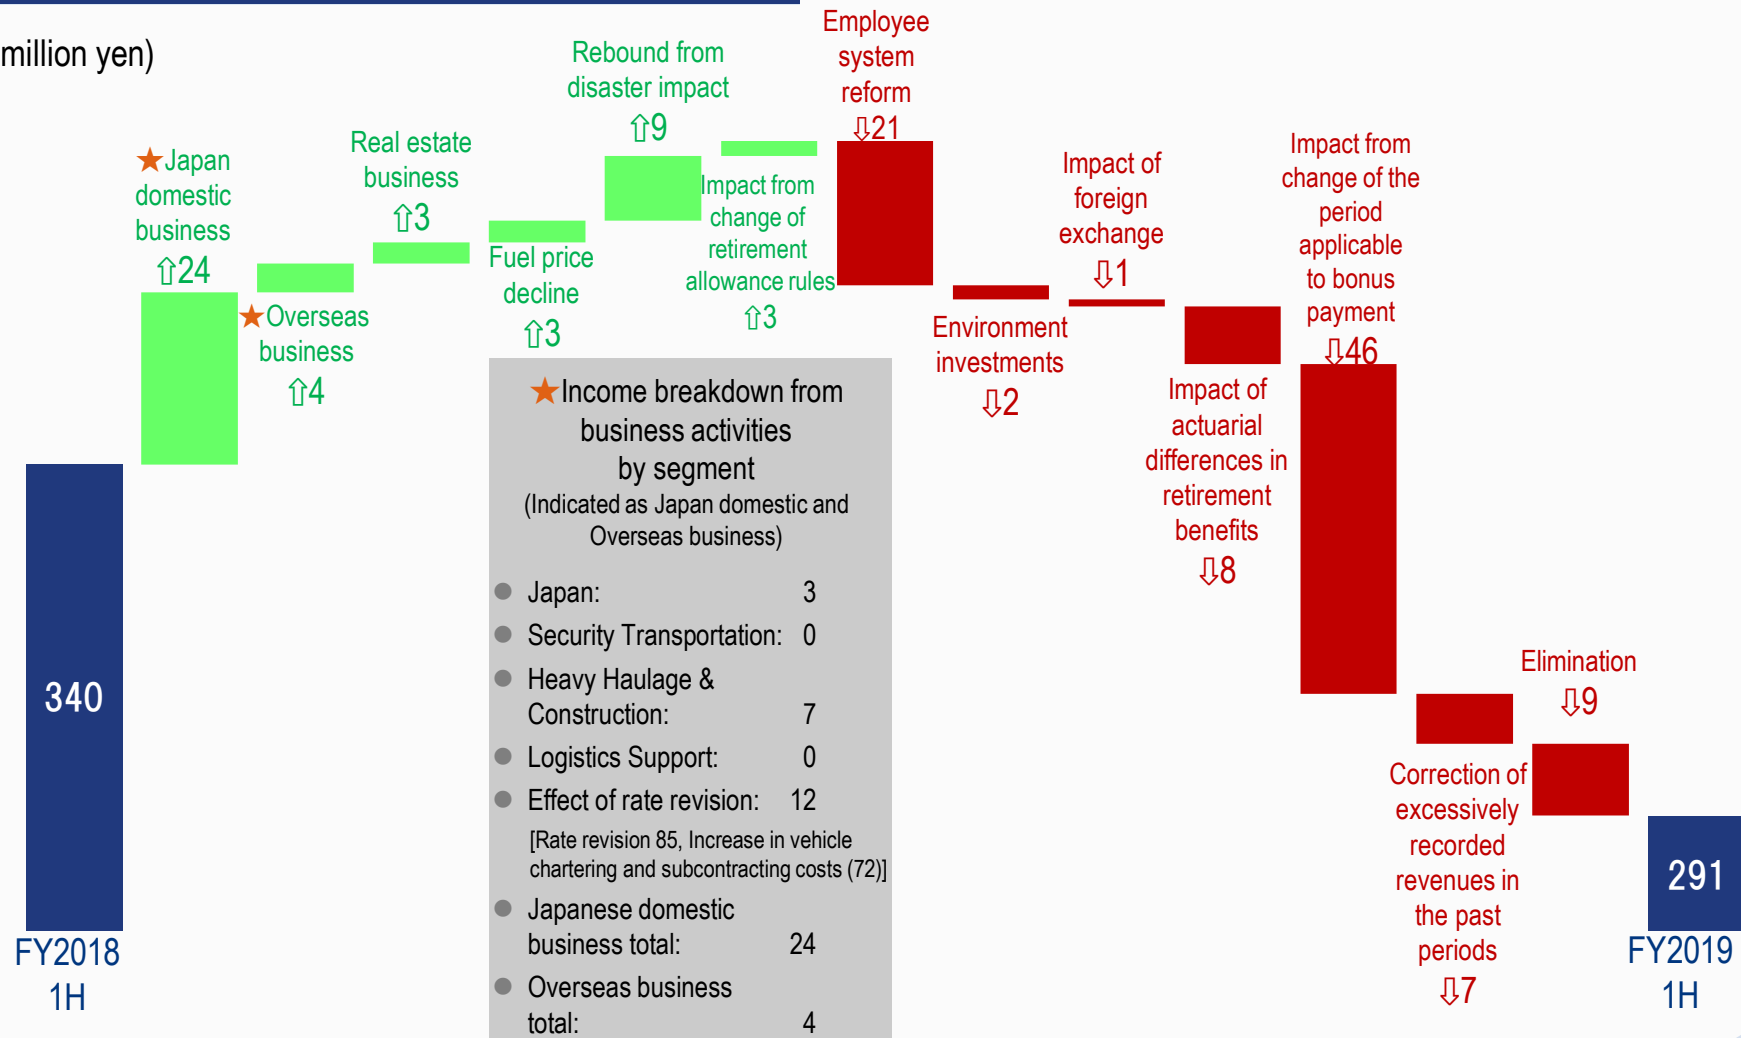 million yen)
★Japan
domestic
business
⇧24
★Overseas
business
⇧4
Real estate
business
⇧3
Fuel price
decline
⇧3
Rebound from
disaster impact
⇧9
Impact from
change of
retirement
allowance rules
⇧3
Employee
system
reform
⇩21
Environment
investments
⇩2
Impact of
foreign
exchange
⇩1
Impact of
actuarial
differences in
retirement
benefits
⇩8
Impact from
change of the
period
applicable
to bonus
payment
⇩46
Correction of
excessively
recorded
revenues in
the past
periods
⇩7
Elimination
⇩9
340
FY2018
1H
291
FY2019
1H
★Income breakdown from
business activities
by segment
(Indicated as Japan domestic and
Overseas business)
● Japan: 3
● Security Transportation: 0
● Heavy Haulage &
Construction: 7
● Logistics Support: 0
● Effect of rate revision: 12
[Rate revision 85, Increase in vehicle
chartering and subcontracting costs (72)]
● Japanese domestic
business total: 24
● Overseas business
total: 4